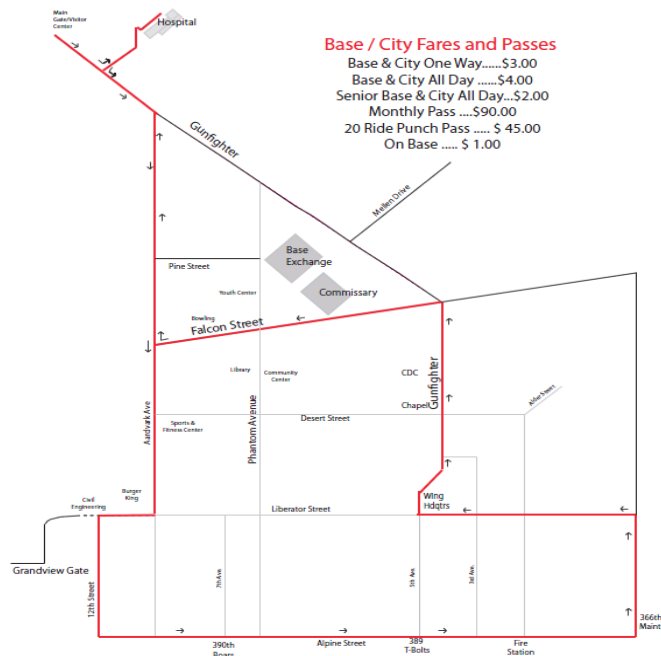 Main
Gate/Visitor
Center
Hospital
Base / City Fares and Passes
Base & City One Way......$3.00
Base & City All Day ......$4.00
Senior Base & City All Day...$2.00
Monthly Pass ....$90.00
20 Ride Punch Pass ..... $ 45.00
On Base ..... $ 1.00
Gunfighter
Mellen Drive
Base
Exchange
Pine Street
Youth Center
Commissary
Bowling
Falcon Street
Library
Community
Center
CDC
Gunfighter
Alder Street
Chapel
Aardvark Ave
Phantom Avenue
Desert Street
Sports &
Fitness Center
Burger
King
Civil
Engineering
Wing
Hdqtrs
Liberator Street
Grandview Gate
12th Street
7th Ave.
5th Ave.
3rd Ave.
366th
Maint
390th
Boars
Alpine Street
389
T-Bolts
Fire
Station